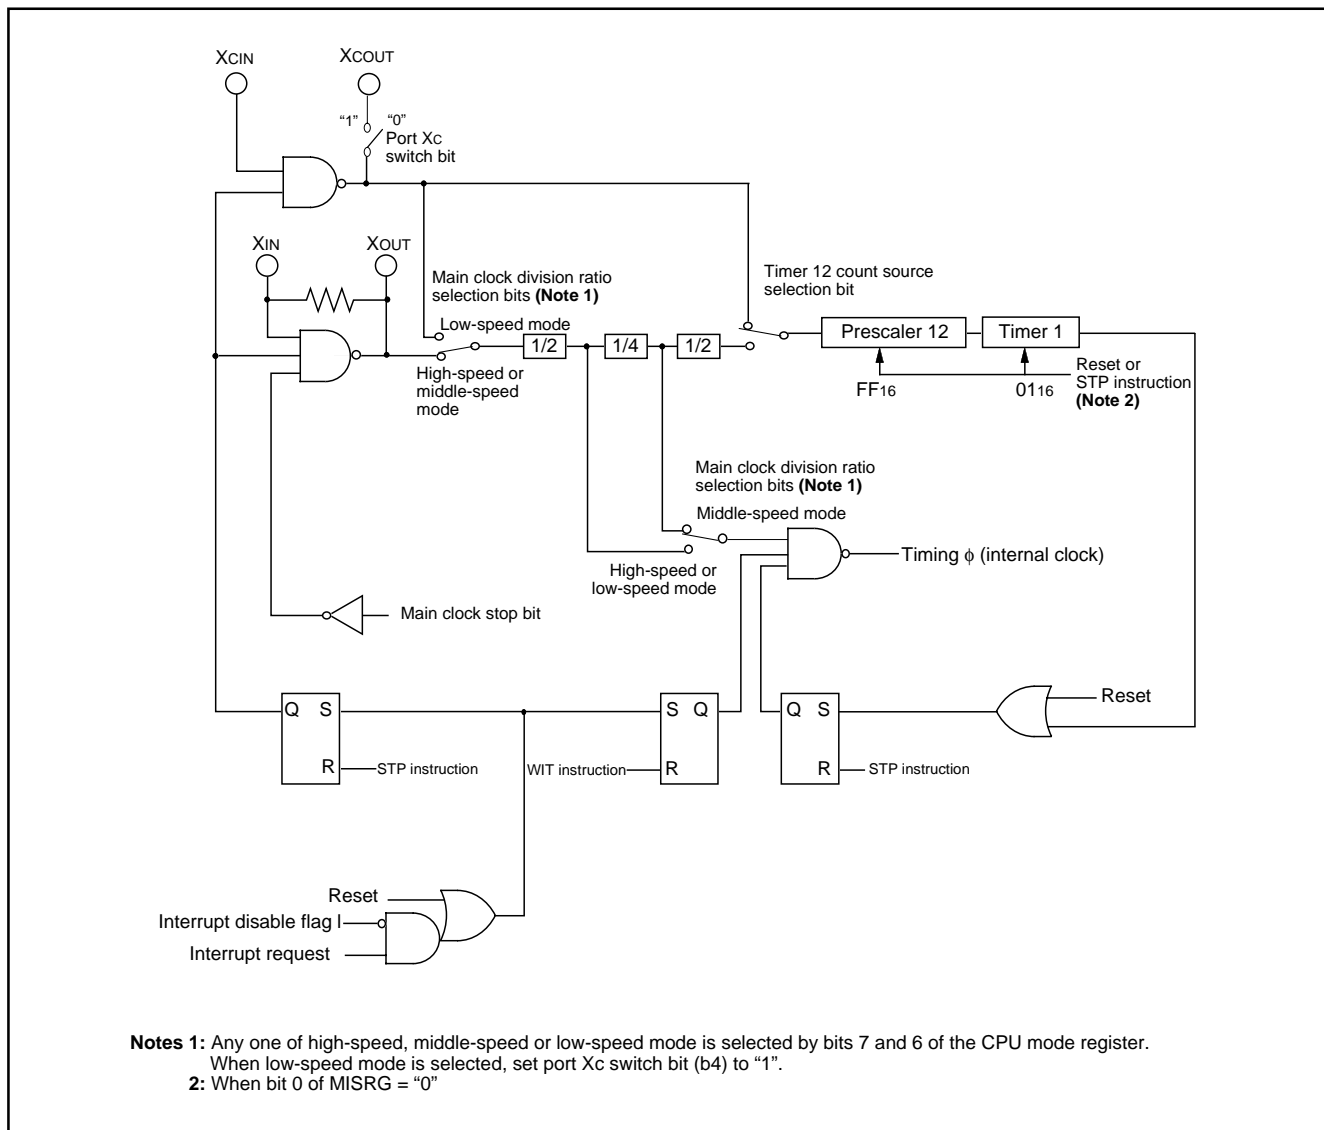 XCIN
XCOUT
“1” “0”
Port XC
switch bit
XIN
XOUT
Main clock division ratio
selection bits (Note 1)
Low-speed mode
Timer 12 count source
selection bit
1/2
1/4
1/2
Prescaler 12
Timer 1
High-speed or
middle-speed
mode
FF16
0116
Reset or
STP instruction
(Note 2)
Main clock division ratio
selection bits (Note 1)
Middle-speed mode
Timing ϕ (internal clock)
High-speed or
low-speed mode
Main clock stop bit
Q S
R
STP instruction
S Q
R
WIT instruction
Q S
R
STP instruction
Reset
Reset
Interrupt disable flag I
Interrupt request
Notes 1: Any one of high-speed, middle-speed or low-speed mode is selected by bits 7 and 6 of the CPU mode register.
When low-speed mode is selected, set port Xc switch bit (b4) to “1”.
2: When bit 0 of MISRG = “0”